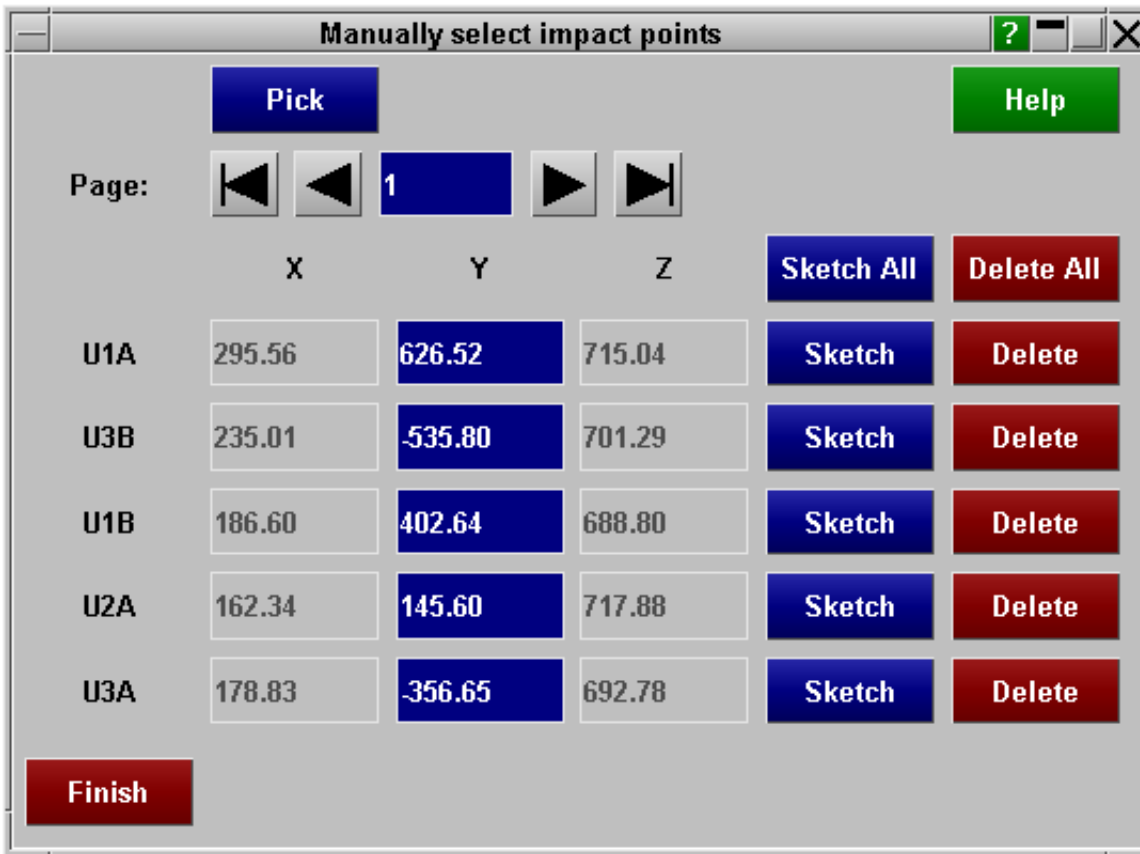 Manually select impact points ?
Pick Help
Page: 1
X Y Z Sketch All Delete All
U1A 295.56 626.52 715.04 Sketch Delete
U3B 235.01 -535.80 701.29 Sketch Delete
U1B 186.60 402.64 688.80 Sketch Delete
U2A 162.34 145.60 717.88 Sketch Delete
U3A 178.83 -356.65 692.78 Sketch Delete
Finish